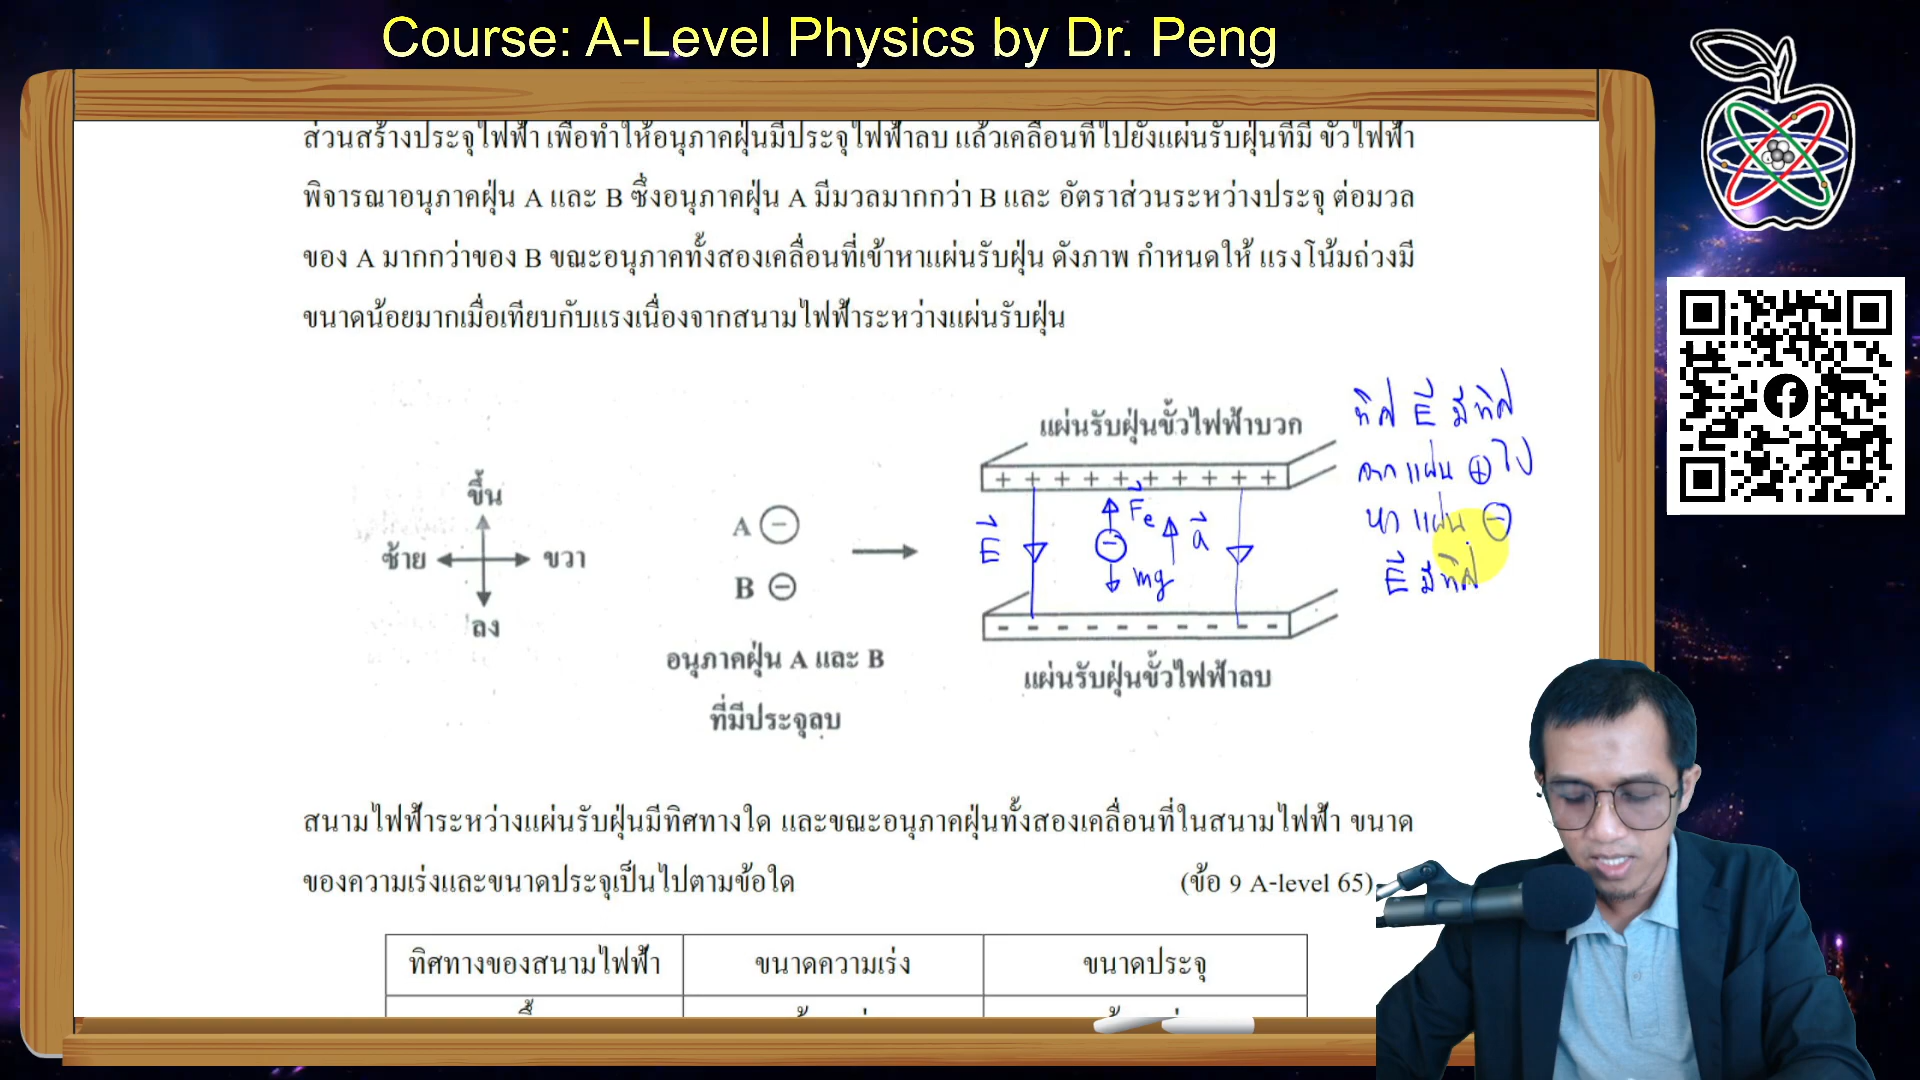 Course: A-Level Physics by Dr. Peng
ส่วนสร้างประจุไฟฟ้า เพื่อทำให้อนุภาคฝุ่นมีประจุไฟฟ้าลบ แล้วเคลื่อนที่ไปยังแผ่นรับฝุ่นที่มี ขั้วไฟฟ้า
พิจารณาอนุภาคฝุ่น A และ B ซึ่งอนุภาคฝุ่น A มีมวลมากกว่า B และ อัตราส่วนระหว่างประจุ ต่อมวล
ของ A มากกว่าของ B ขณะอนุภาคทั้งสองเคลื่อนที่เข้าหาแผ่นรับฝุ่น ดังภาพ กำหนดให้ แรงโน้มถ่วงมี
ขนาดน้อยมากเมื่อเทียบกับแรงเนื่องจากสนามไฟฟ้าระหว่างแผ่นรับฝุ่น
ขึ้น
ซ้าย
ขวา
ลง
A −
B −
อนุภาคฝุ่น A และ B
ที่มีประจุลบ
แผ่นรับฝุ่นขั้วไฟฟ้าบวก
+ + + + + + + + + +
E
Fe
−
a
mg
- - - - - - - - - -
แผ่นรับฝุ่นขั้วไฟฟ้าลบ
ทิศ E มีทิศ
จากแผ่น + ไป
หาแผ่น −
E มีทิศ
สนามไฟฟ้าระหว่างแผ่นรับฝุ่นมีทิศทางใด และขณะอนุภาคฝุ่นทั้งสองเคลื่อนที่ในสนามไฟฟ้า ขนาด
ของความเร่งและขนาดประจุเป็นไปตามข้อใด (ข้อ 9 A-level 65)
ทิศทางของสนามไฟฟ้า ขนาดความเร่ง ขนาดประจุ